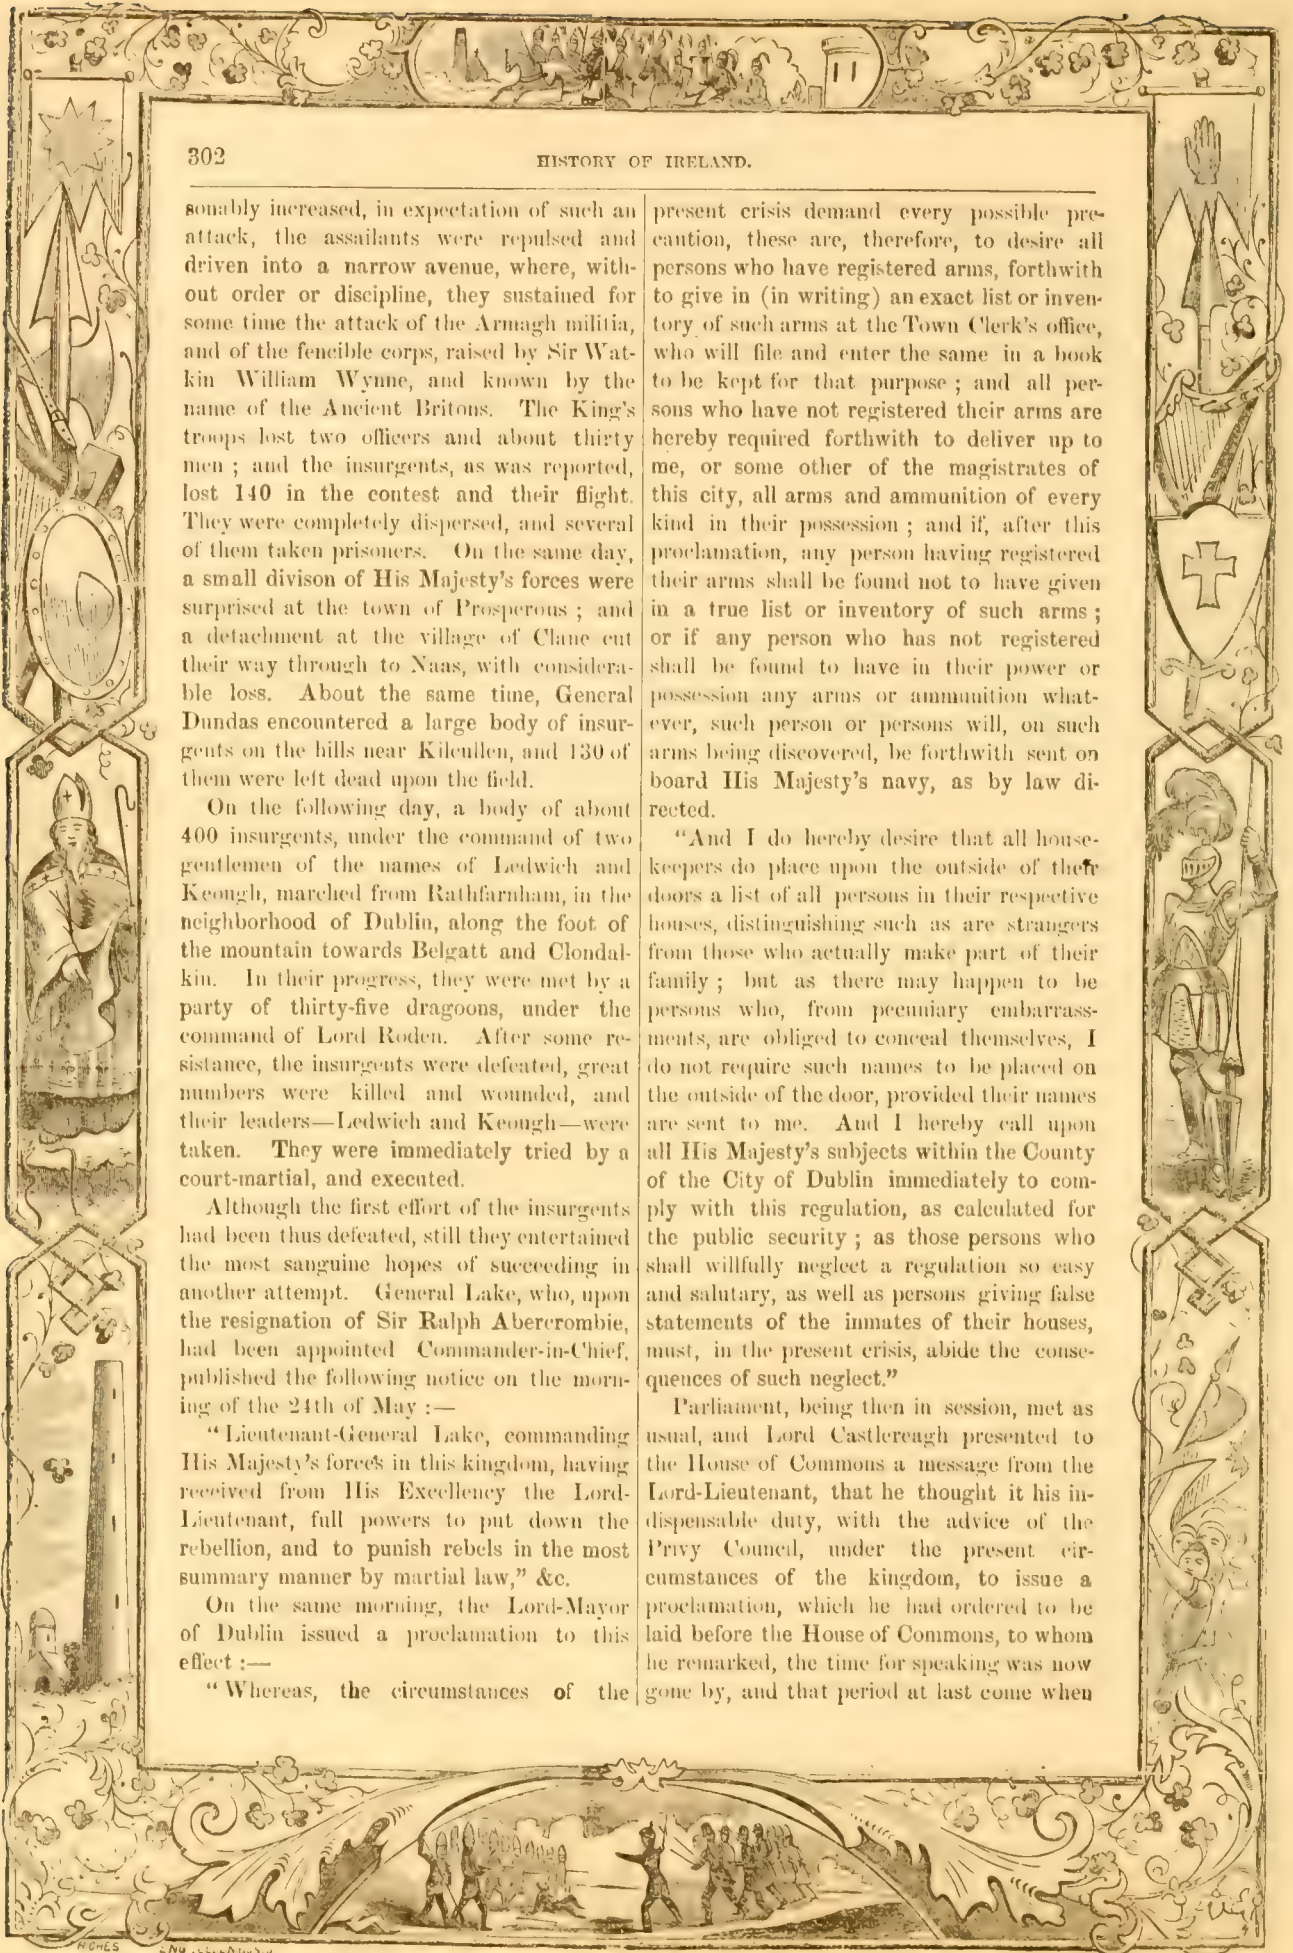 302
HISTORY OF IRELAND.
sonably increased, in expectation of such an
attack, the assailants were repulsed and
driven into a narrow avenue, where, with-
out order or discipline, they sustained for
some time the attack of the Armagh militia,
and of the fencible corps, raised by Sir Wat-
kin William Wynne, and known by the
name of the Ancient Britons. The King's
troops lost two officers and about thirty
men ; and the insurgents, as was reported,
lost 140 in the contest and their flight.
They were completely dispersed, and several
of them taken prisoners. On the same day,
a small divison of His Majesty's forces were
surprised at the town of Prosperous ; and
a detachment at the village of Clane cut
their way through to Naas, with considera-
ble loss. About the same time, General
Dundas encountered a large body of insur-
gents on the hills near Kilcullen, and 130 of
them were left dead upon the field.
On the following day, a body of about
400 insurgents, under the command of two
gentlemen of the names of Ledwich and
Keough, marched from Rathfarnham, in the
neighborhood of Dublin, along the foot of
the mountain towards Belgatt and Clondal-
kin. In their progress, they were met by a
party of thirty-five dragoons, under the
command of Lord Roden. After some re-
sistance, the insurgents were defeated, great
numbers were killed and wounded, and
their leaders—Ledwich and Keough—were
taken. They were immediately tried by a
court-martial, and executed.
Although the first effort of the insurgents
had been thus defeated, still they entertained
the most sanguine hopes of succeeding in
another attempt. General Lake, who, upon
the resignation of Sir Ralph Abercrombie,
had been appointed Commander-in-Chief,
published the following notice on the morn-
ing of the 24th of May :—
"Lieutenant-General Lake, commanding
His Majesty's forces in this kingdom, having
received from His Excellency the Lord-
Lieutenant, full powers to put down the
rebellion, and to punish rebels in the most
summary manner by martial law," &c.
On the same morning, the Lord-Mayor
of Dublin issued a proclamation to this
effect :—
"Whereas, the circumstances of the
present crisis demand every possible pre-
caution, these are, therefore, to desire all
persons who have registered arms, forthwith
to give in (in writing) an exact list or inven-
tory of such arms at the Town Clerk's office,
who will file and enter the same in a book
to be kept for that purpose ; and all per-
sons who have not registered their arms are
hereby required forthwith to deliver up to
me, or some other of the magistrates of
this city, all arms and ammunition of every
kind in their possession ; and if, after this
proclamation, any person having registered
their arms shall be found not to have given
in a true list or inventory of such arms ;
or if any person who has not registered
shall be found to have in their power or
possession any arms or ammunition what-
ever, such person or persons will, on such
arms being discovered, be forthwith sent on
board His Majesty's navy, as by law di-
rected.
"And I do hereby desire that all house-
keepers do place upon the outside of their
doors a list of all persons in their respective
houses, distinguishing such as are strangers
from those who actually make part of their
family ; but as there may happen to be
persons who, from pecuniary embarrass-
ments, are obliged to conceal themselves, I
do not require such names to be placed on
the outside of the door, provided their names
are sent to me. And I hereby call upon
all His Majesty's subjects within the County
of the City of Dublin immediately to com-
ply with this regulation, as calculated for
the public security ; as those persons who
shall willfully neglect a regulation so easy
and salutary, as well as persons giving false
statements of the inmates of their houses,
must, in the present crisis, abide the conse-
quences of such neglect."
Parliament, being then in session, met as
usual, and Lord Castlereagh presented to
the House of Commons a message from the
Lord-Lieutenant, that he thought it his in-
dispensable duty, with the advice of the
Privy Council, under the present cir-
cumstances of the kingdom, to issue a
proclamation, which he had ordered to be
laid before the House of Commons, to whom
he remarked, the time for speaking was now
gone by, and that period at last come when